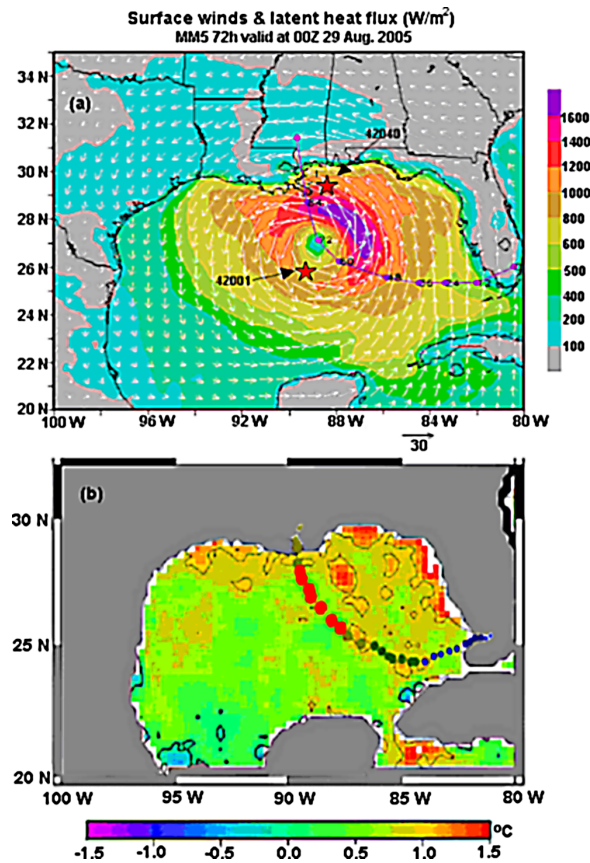 Surface winds & latent heat flux (W/m²)
MM5 72h valid at 00Z 29 Aug. 2005
34 N
32 N
30 N
28 N
26 N
24 N
22 N
20 N
(a)
42040
42001
100 W
96 W
92 W
88 W
84 W
80 W
30
1600
1400
1200
1000
800
600
500
400
200
100
(b)
30 N
25 N
20 N
100 W
95 W
90 W
84 W
80 W
-1.5
-1.0
-0.5
0.0
0.5
1.0
1.5
°C